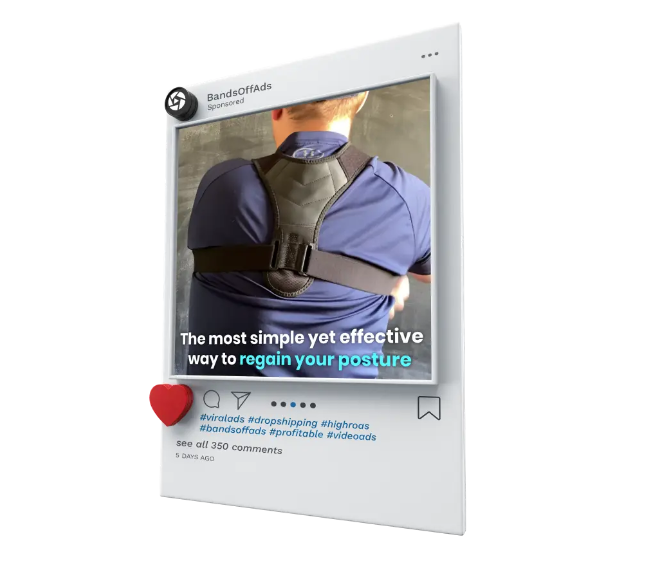 BandsOffAds
Sponsored
The most simple yet effective
way to regain your posture
#viralads #dropshipping #highroas
#bandsoffads #profitable #videoads
see all 350 comments
5 DAYS AGO